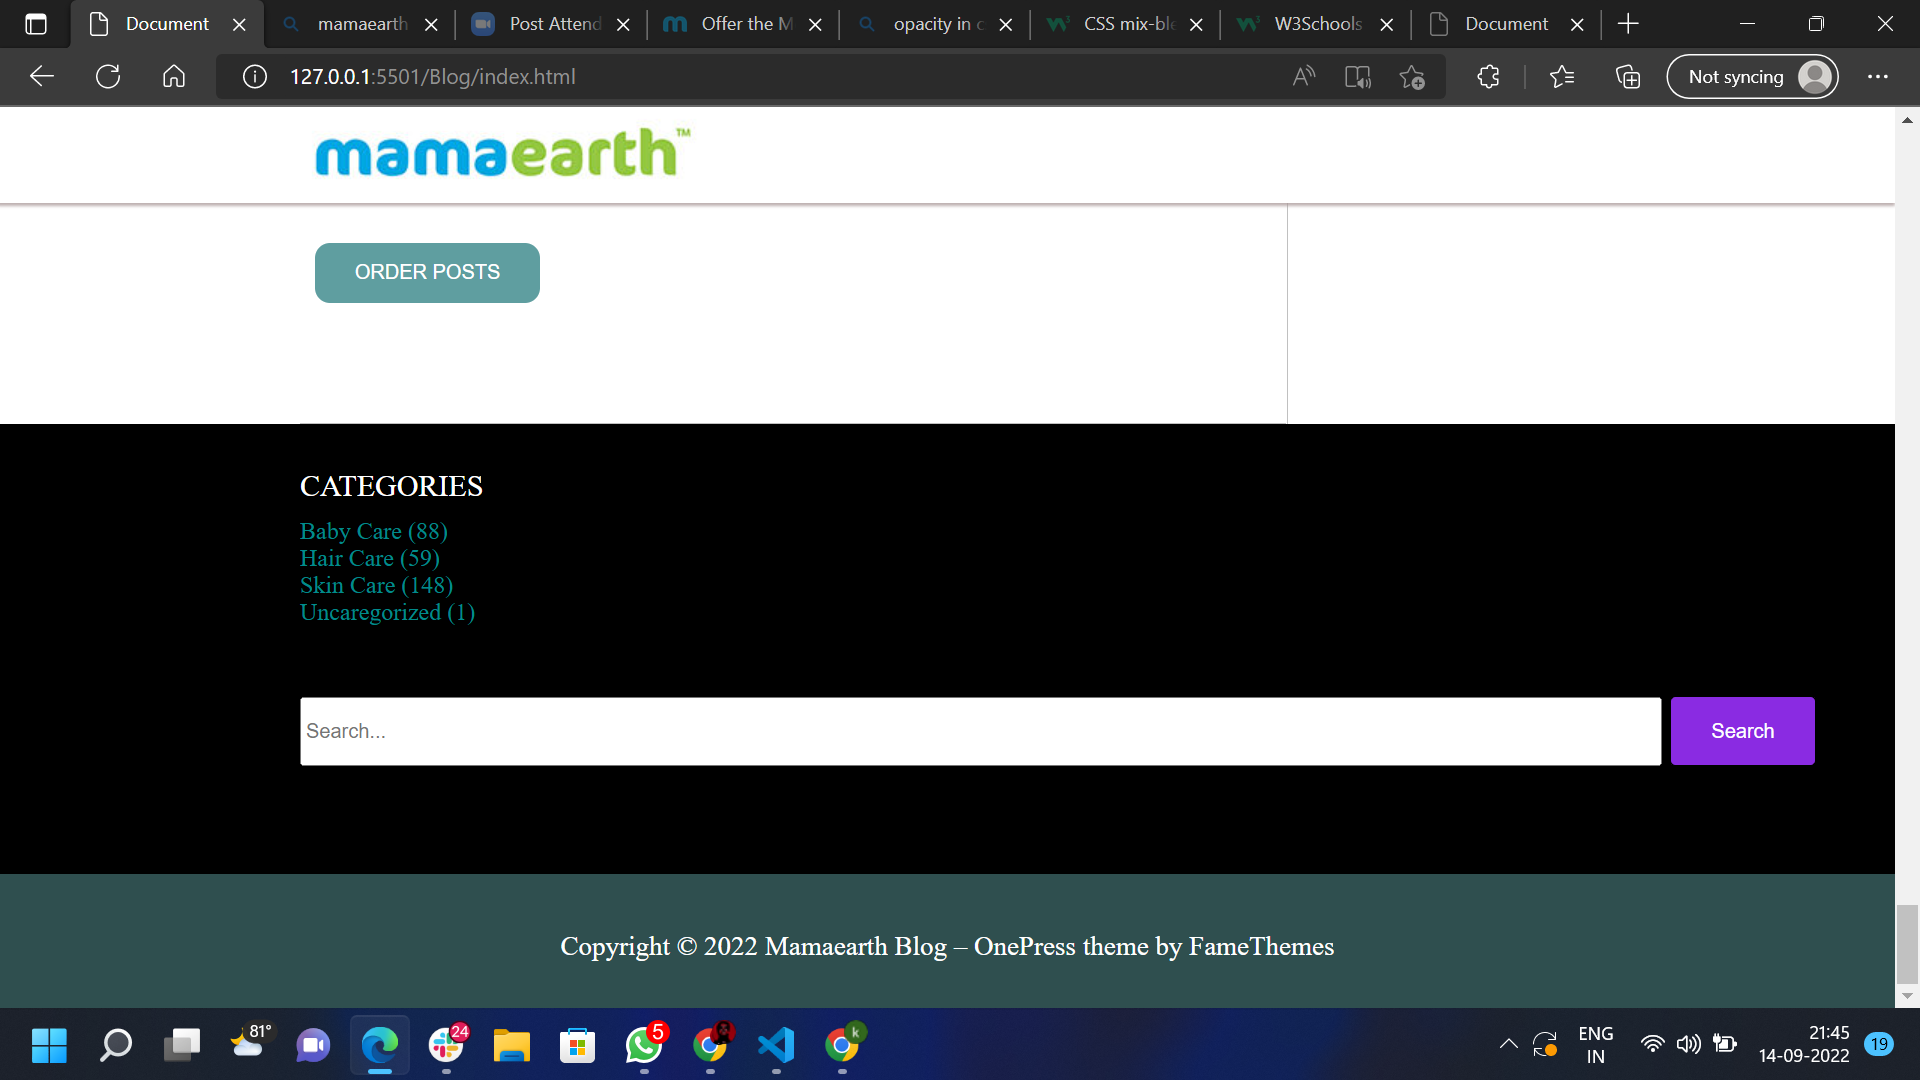 Document
mamaearth
Post Attend
Offer the M
opacity in c
CSS mix-ble
W3Schools
Document
127.0.0.1:5501/Blog/index.html
Not syncing
mamaearth™
ORDER POSTS
CATEGORIES
Baby Care (88)
Hair Care (59)
Skin Care (148)
Uncaregorized (1)
Search...
Search
Copyright © 2022 Mamaearth Blog – OnePress theme by FameThemes
81°
24
5
k
ENG
IN
21:45
14-09-2022
19